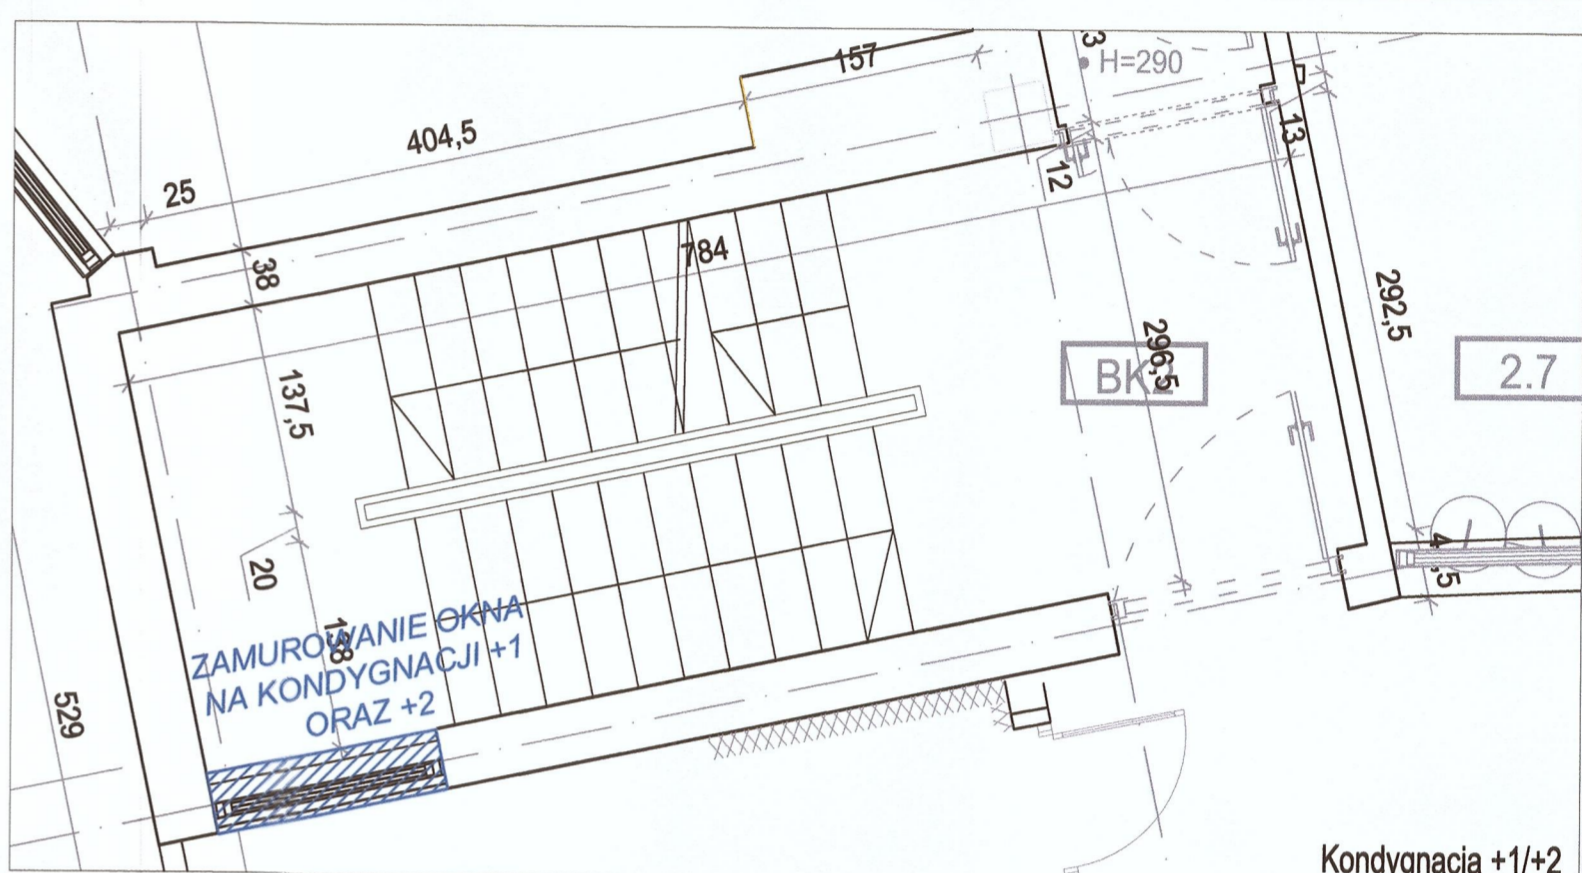 157
3
H=290
404,5
13
25
12
784
38
292,5
296,5
BK2
2.7
137,5
4,5
20
138
ZAMUROWANIE OKNA
NA KONDYGNACJI +1
ORAZ +2
529
Kondygnacja +1/+2